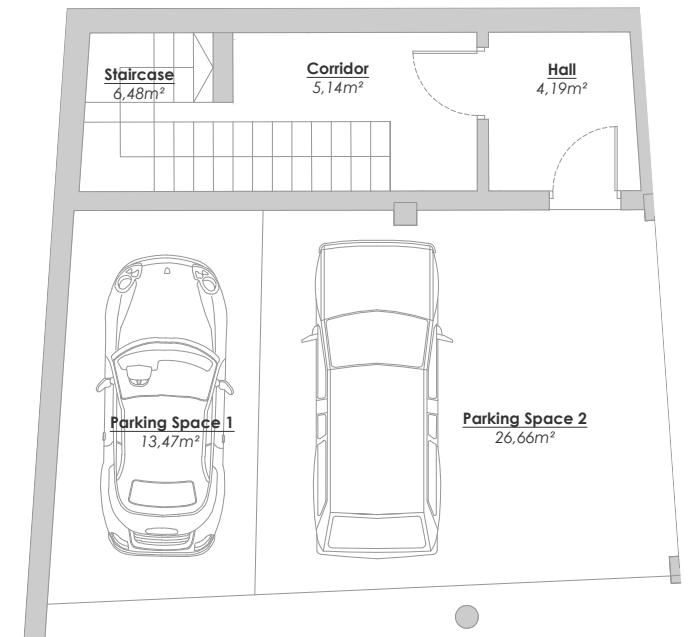 Staircase
6,48m²
Corridor
5,14m²
Hall
4,19m²
Parking Space 1
13,47m²
Parking Space 2
26,66m²